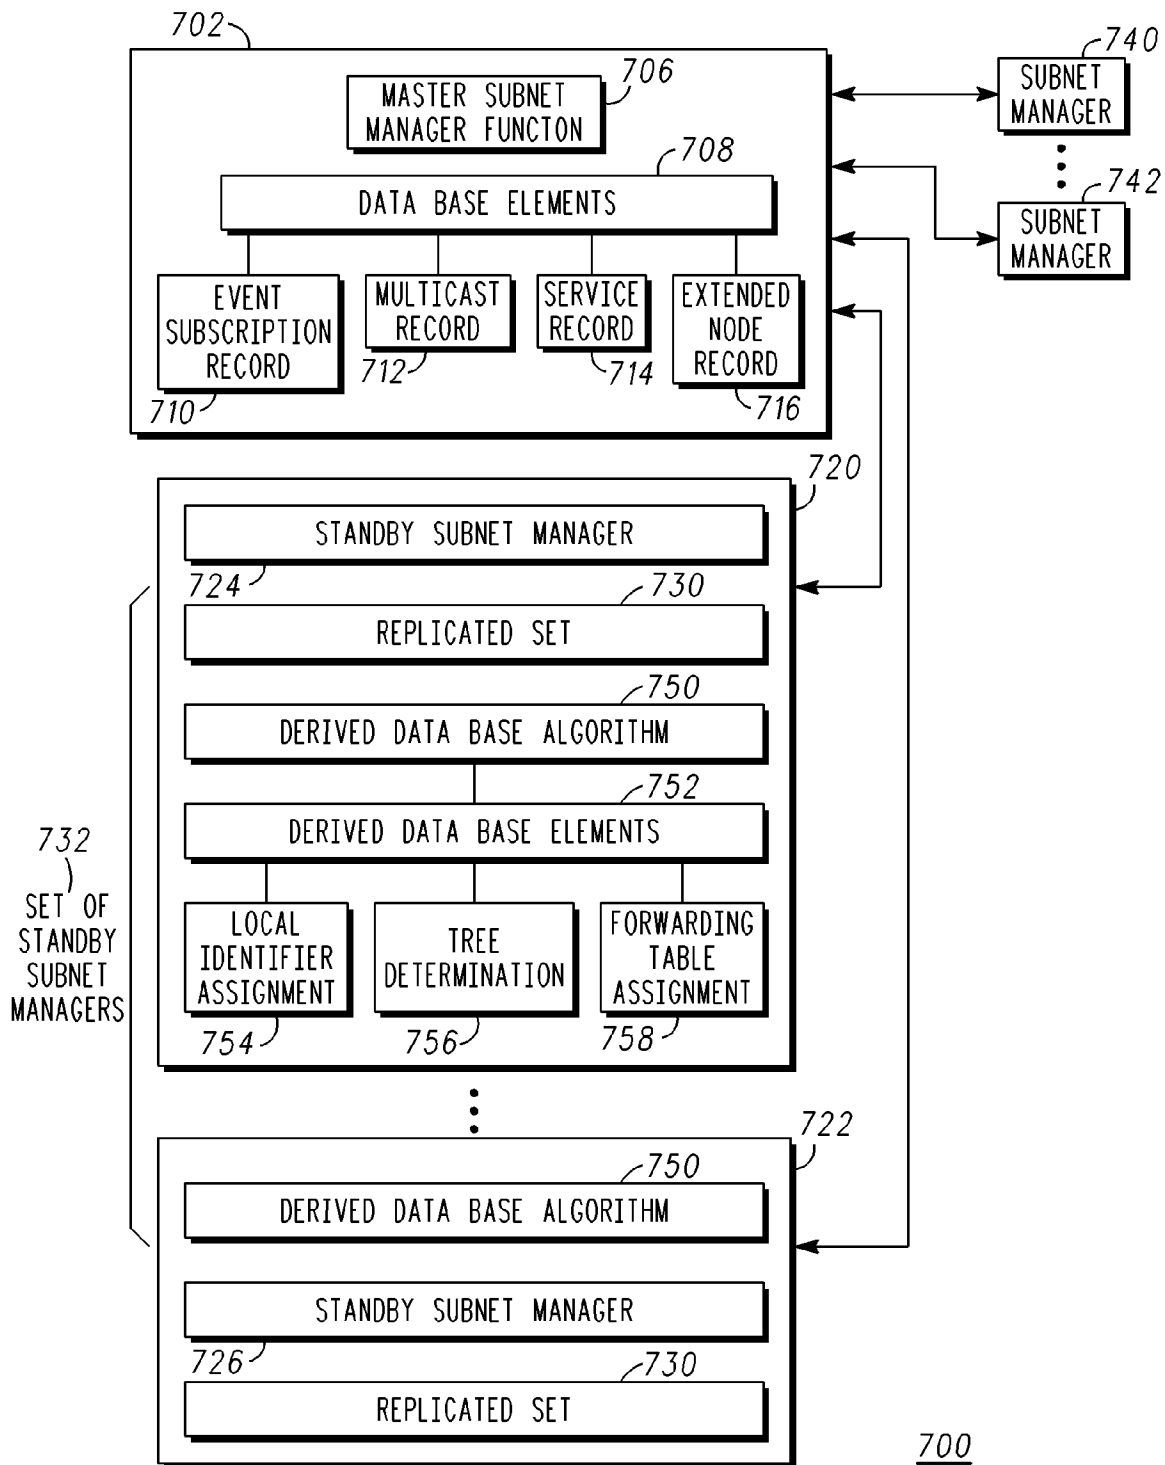 702
MASTER SUBNET
MANAGER FUNCTON
706
708
DATA BASE ELEMENTS
EVENT
SUBSCRIPTION
RECORD
710
MULTICAST
RECORD
712
SERVICE
RECORD
714
EXTENDED
NODE
RECORD
716
740
SUBNET
MANAGER
742
SUBNET
MANAGER
720
STANDBY SUBNET MANAGER
724
730
REPLICATED SET
750
DERIVED DATA BASE ALGORITHM
752
DERIVED DATA BASE ELEMENTS
LOCAL
IDENTIFIER
ASSIGNMENT
754
TREE
DETERMINATION
756
FORWARDING
TABLE
ASSIGNMENT
758
732
SET OF
STANDBY
SUBNET
MANAGERS
722
750
DERIVED DATA BASE ALGORITHM
STANDBY SUBNET MANAGER
726
730
REPLICATED SET
700